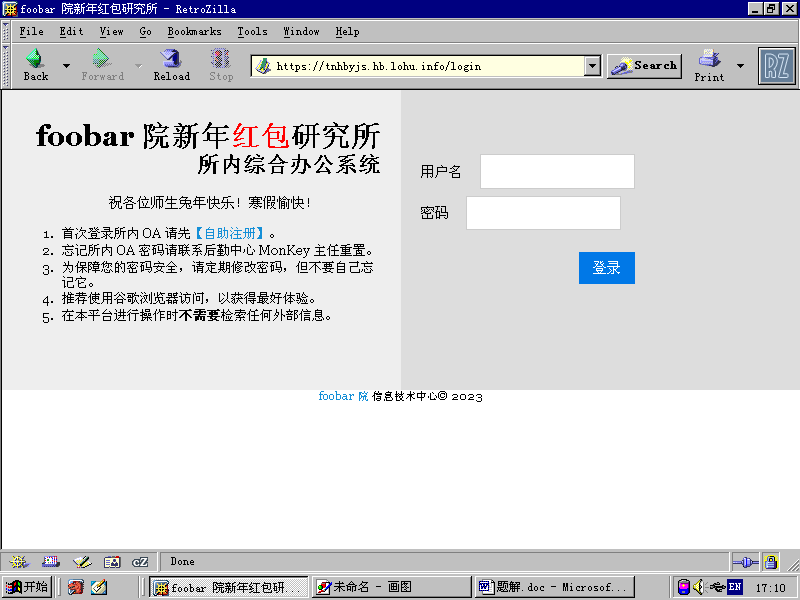 foobar 院新年红包研究所 - RetroZilla
File Edit View Go Bookmarks Tools Window Help
Back Forward Reload Stop https://tnhbyjs.hb.lohu.info/login Search Print RZ
foobar 院新年红包研究所
所内综合办公系统
祝各位师生兔年快乐！寒假愉快！
1. 首次登录所内 OA 请先【自助注册】。
2. 忘记所内 OA 密码请联系后勤中心 MonKey 主任重置。
3. 为保障您的密码安全，请定期修改密码，但不要自己忘
记它。
4. 推荐使用谷歌浏览器访问，以获得最好体验。
5. 在本平台进行操作时不需要检索任何外部信息。
用户名
密码
登录
foobar 院 信息技术中心© 2023
cZ Done
开始 foobar 院新年红包研... 未命名 - 画图 题解.doc - Microsof... EN 17:10